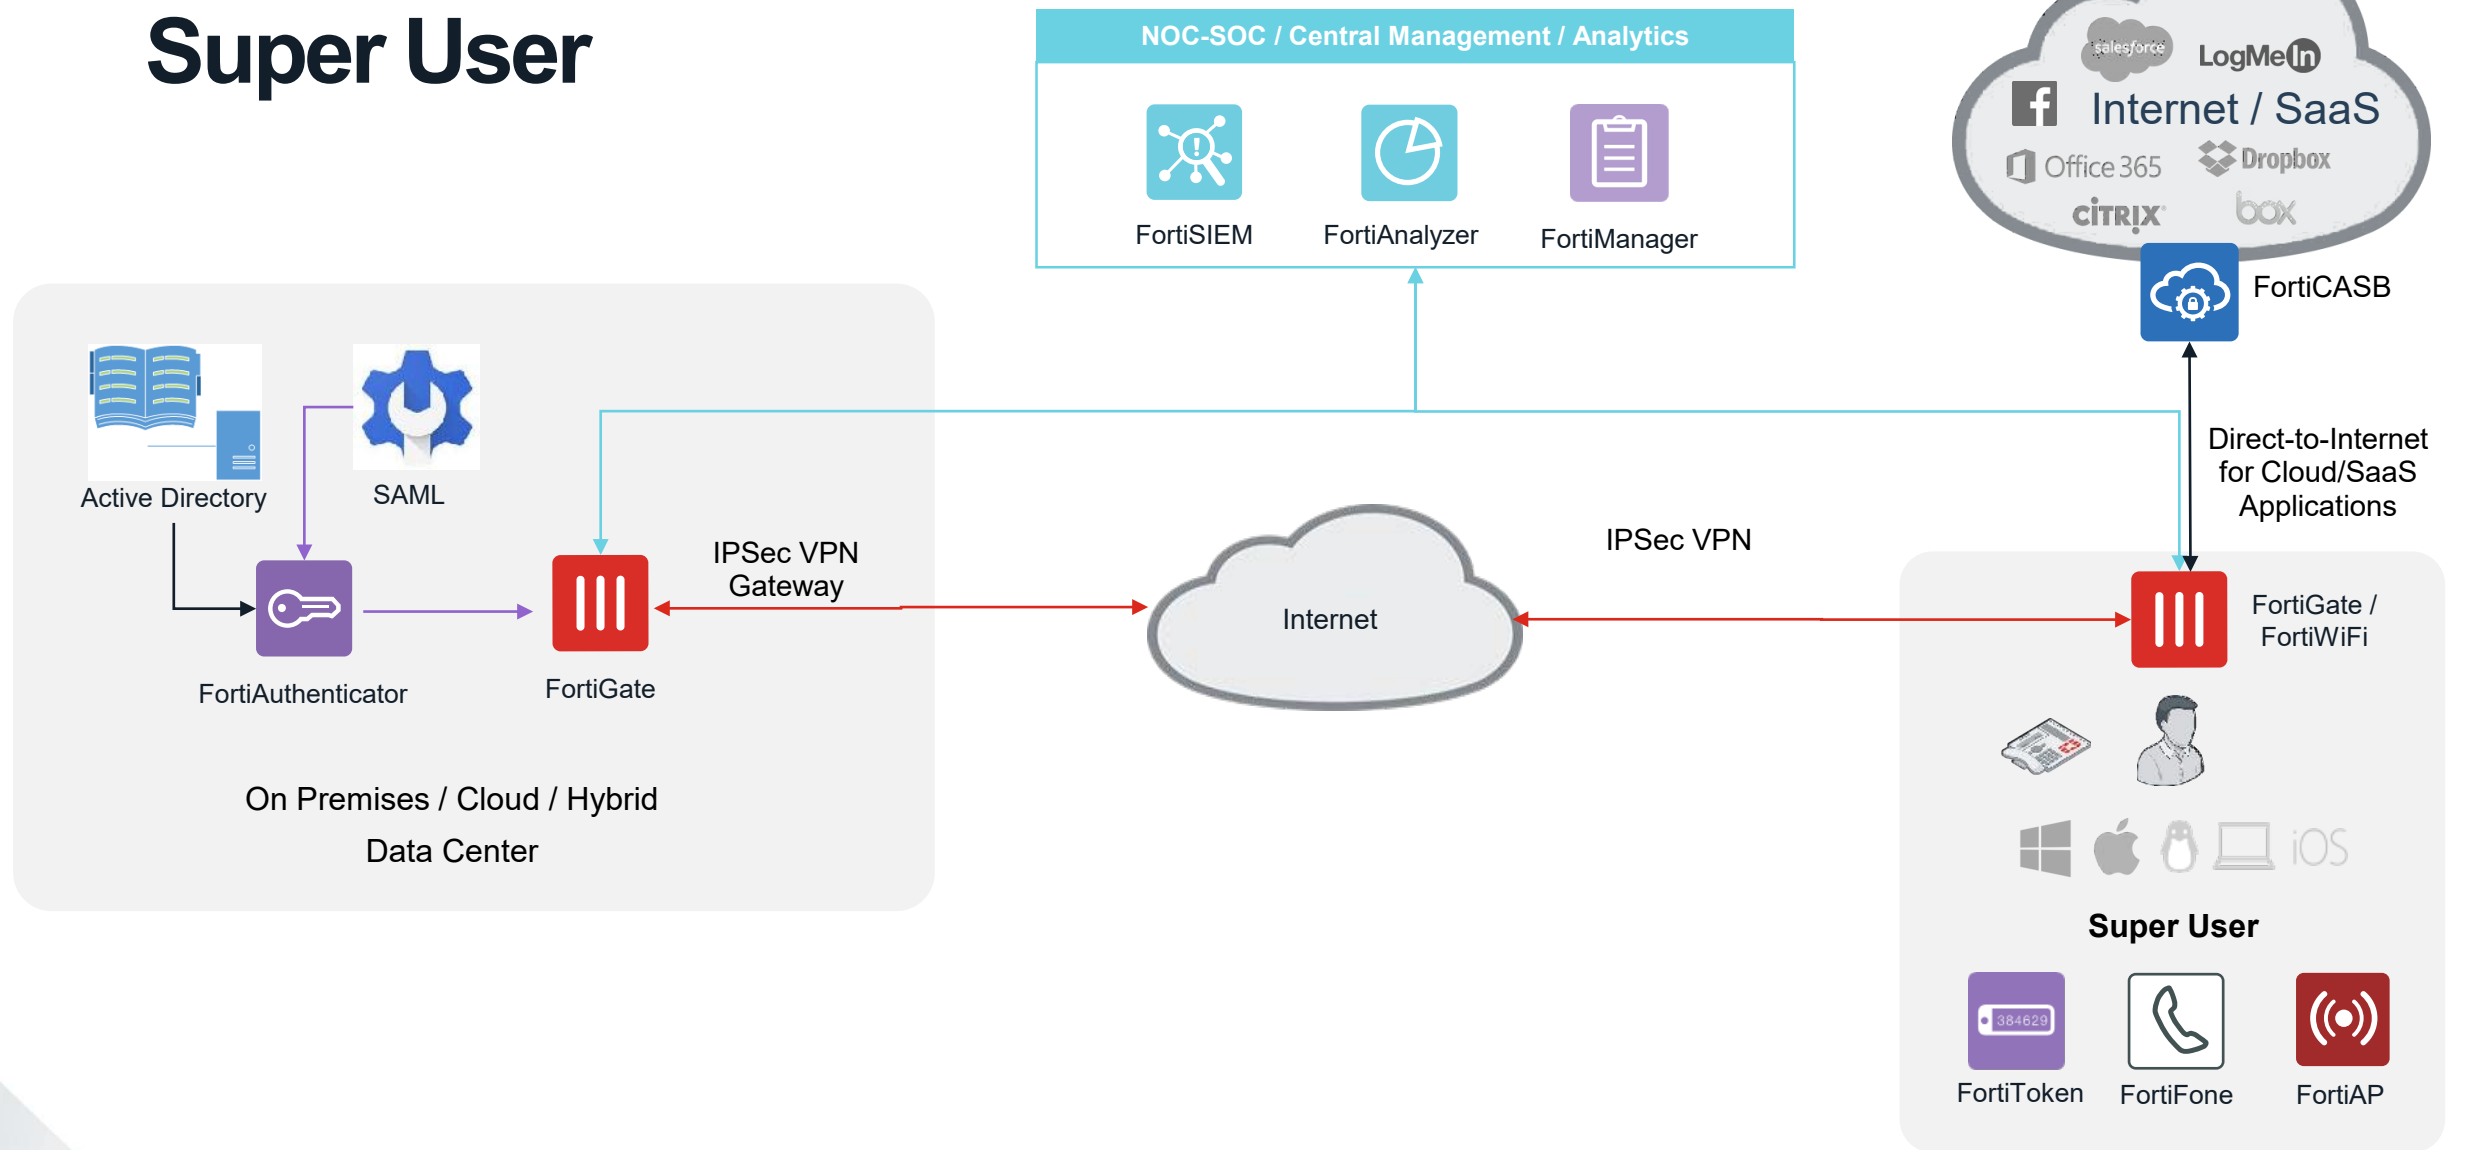 Super User
NOC-SOC / Central Management / Analytics
FortiSIEM
FortiAnalyzer
FortiManager
salesforce
LogMeIn
Internet / SaaS
Office 365
Dropbox
CİTRIX
box
FortiCASB
Direct-to-Internet
for Cloud/SaaS
Applications
Active Directory
SAML
FortiAuthenticator
FortiGate
IPSec VPN
Gateway
Internet
IPSec VPN
FortiGate /
FortiWiFi
On Premises / Cloud / Hybrid
Data Center
iOS
Super User
384629
FortiToken
FortiFone
FortiAP